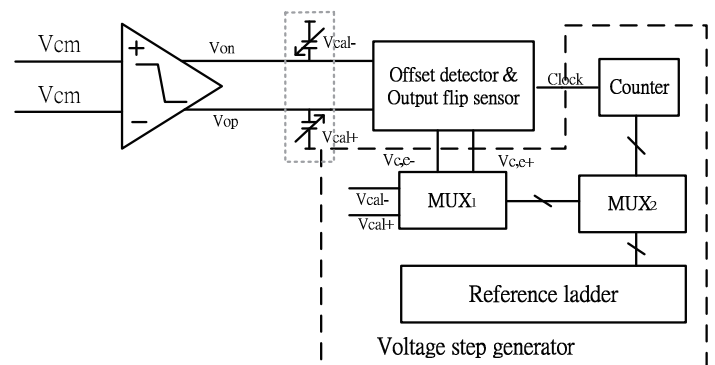 Vcm
+
Von
Vcal-
Offset detector &
Output flip sensor
Clock
Counter
Vcm
−
Vop
Vcal+
Vc,e-
Vc,e+
Vcal-
Vcal+
MUX1
MUX2
Reference ladder
Voltage step generator